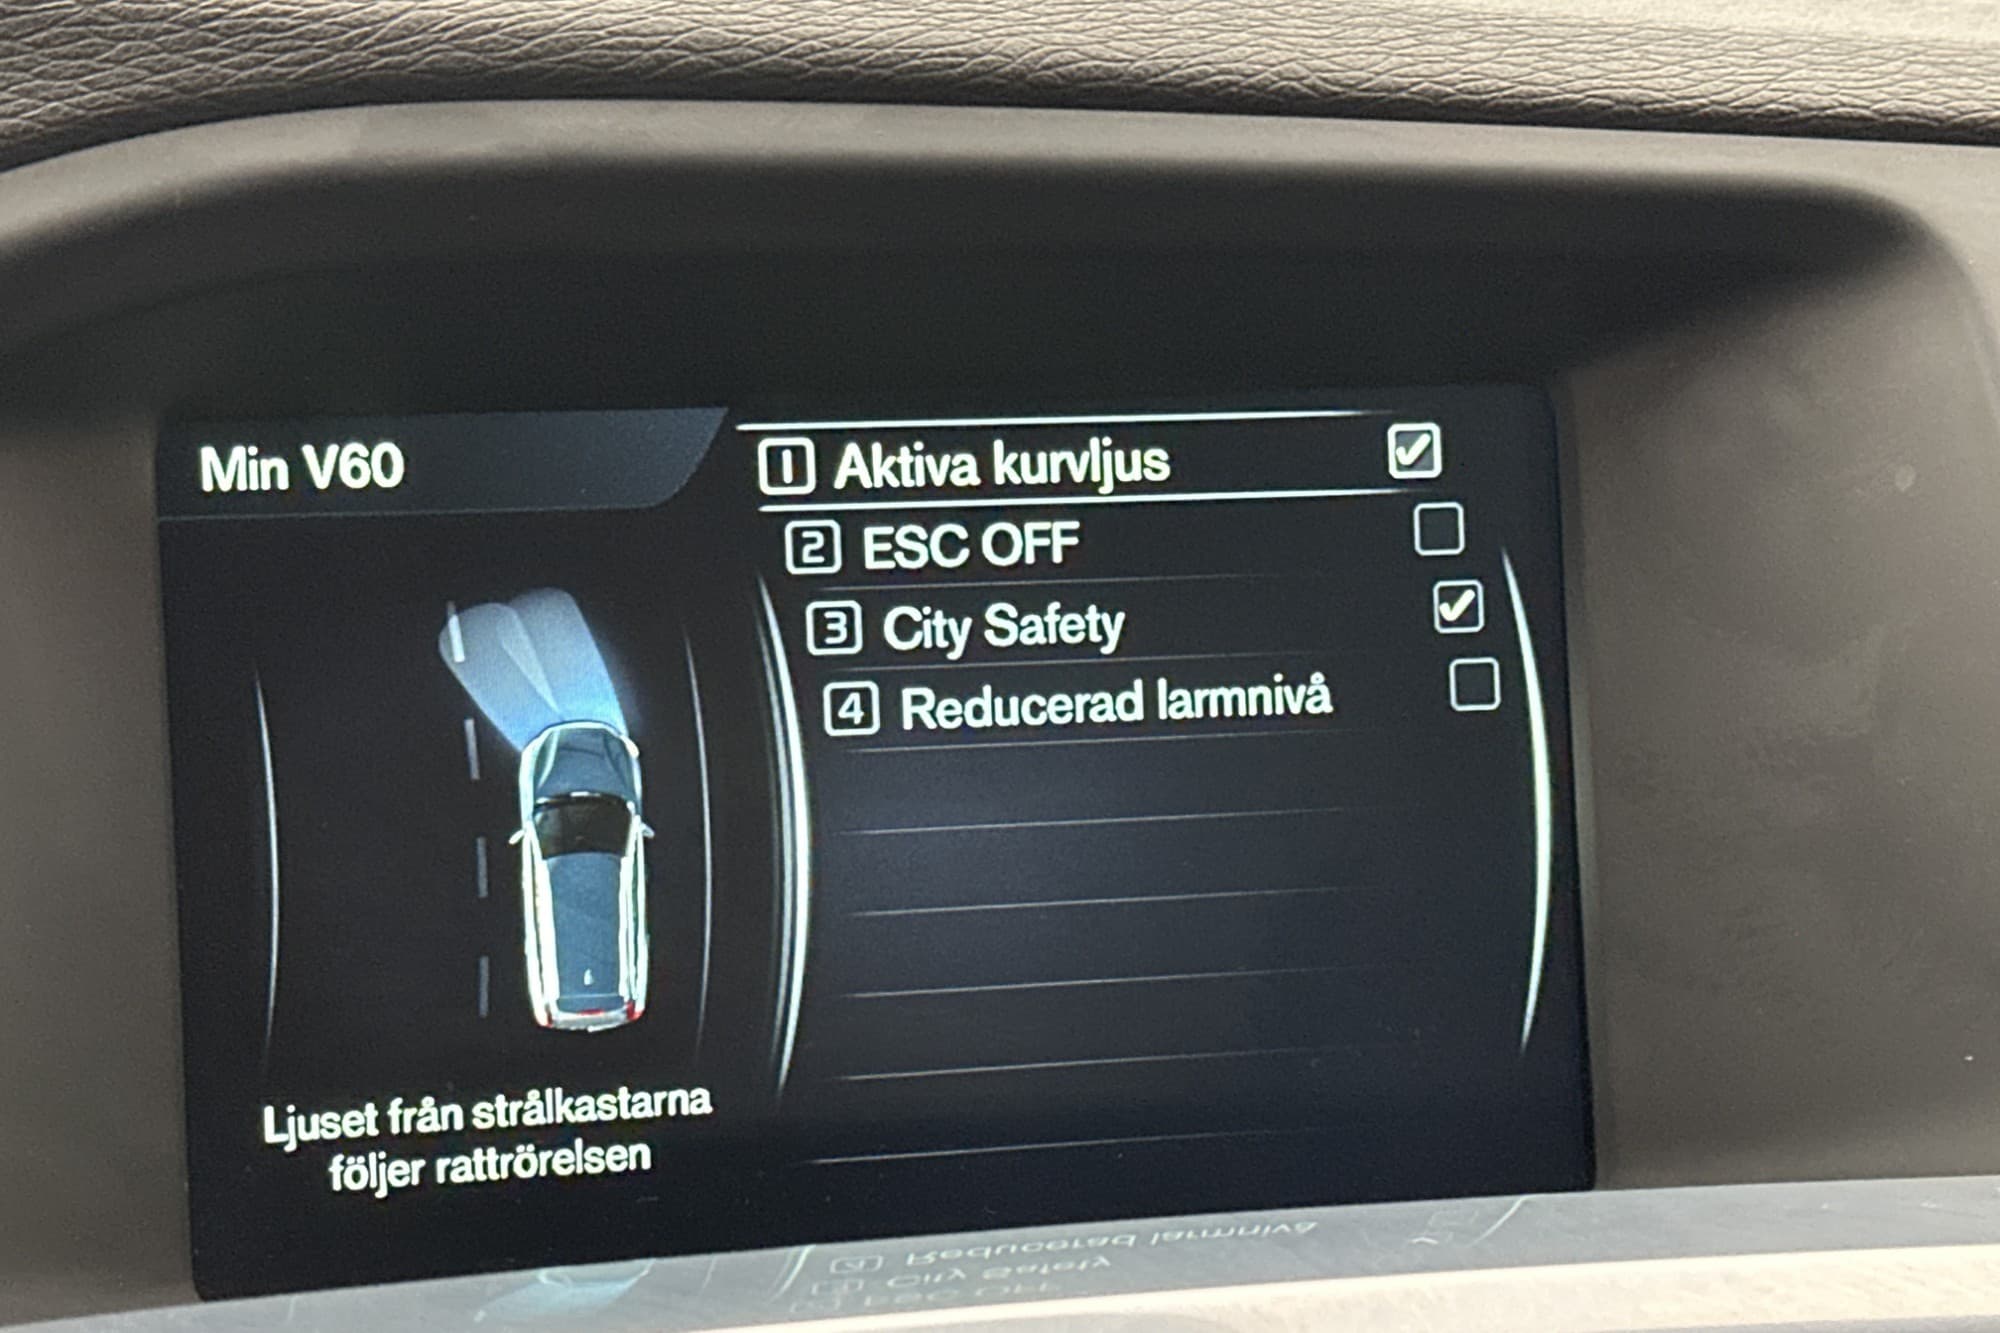 Min V60
1 Aktiva kurvljus
2 ESC OFF
3 City Safety
4 Reducerad larmnivå
Ljuset från strålkastarna
följer rattrörelsen